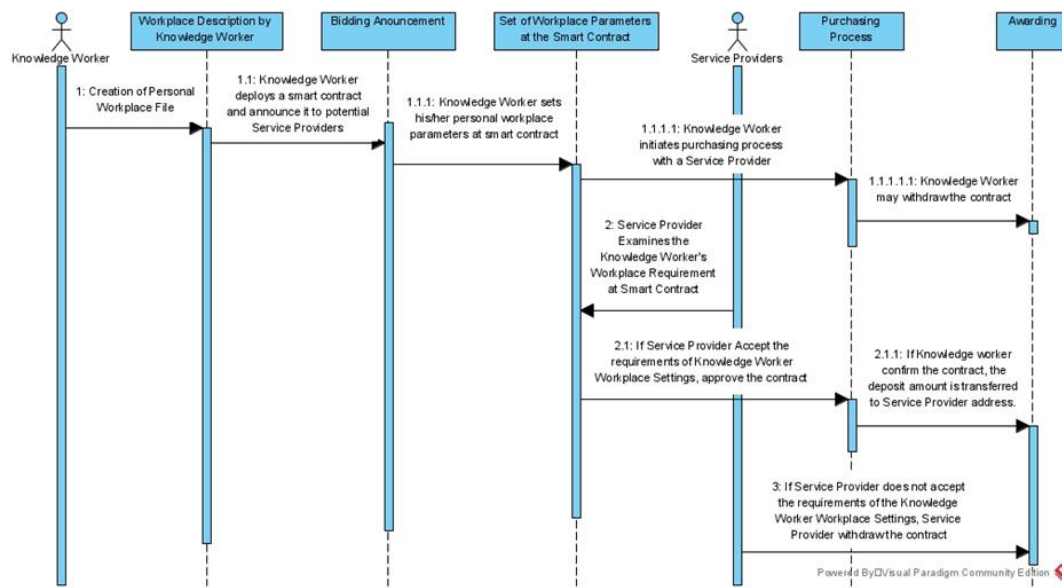 Workplace Description by
Knowledge Worker
Bidding Anouncement
Set of Workplace Parameters
at the Smart Contract
Purchasing
Process
Awarding
Knowledge Worker
Service Providers
1: Creation of Personal
Workplace File
1.1: Knowledge Worker
deploys a smart contract
and announce it to potential
Service Providers
1.1.1: Knowledge Worker sets
his/her personal workplace
parameters at smart contract
1.1.1.1: Knowledge Worker
initiates purchasing process
with a Service Provider
1.1.1.1.1: Knowledge Worker
may withdraw the contract
2: Service Provider
Examines the
Knowledge Worker's
Workplace Requirement
at Smart Contract
2.1: If Service Provider Accept the
requirements of Knowledge Worker
Workplace Settings, approve the contract
2.1.1: If Knowledge worker
confirm the contract, the
deposit amount is transferred
to Service Provider address.
3: If Service Provider does not accept
the requirements of the Knowledge
Worker Workplace Settings, Service
Provider withdraw the contract
Powered By□Visual Paradigm Community Edition